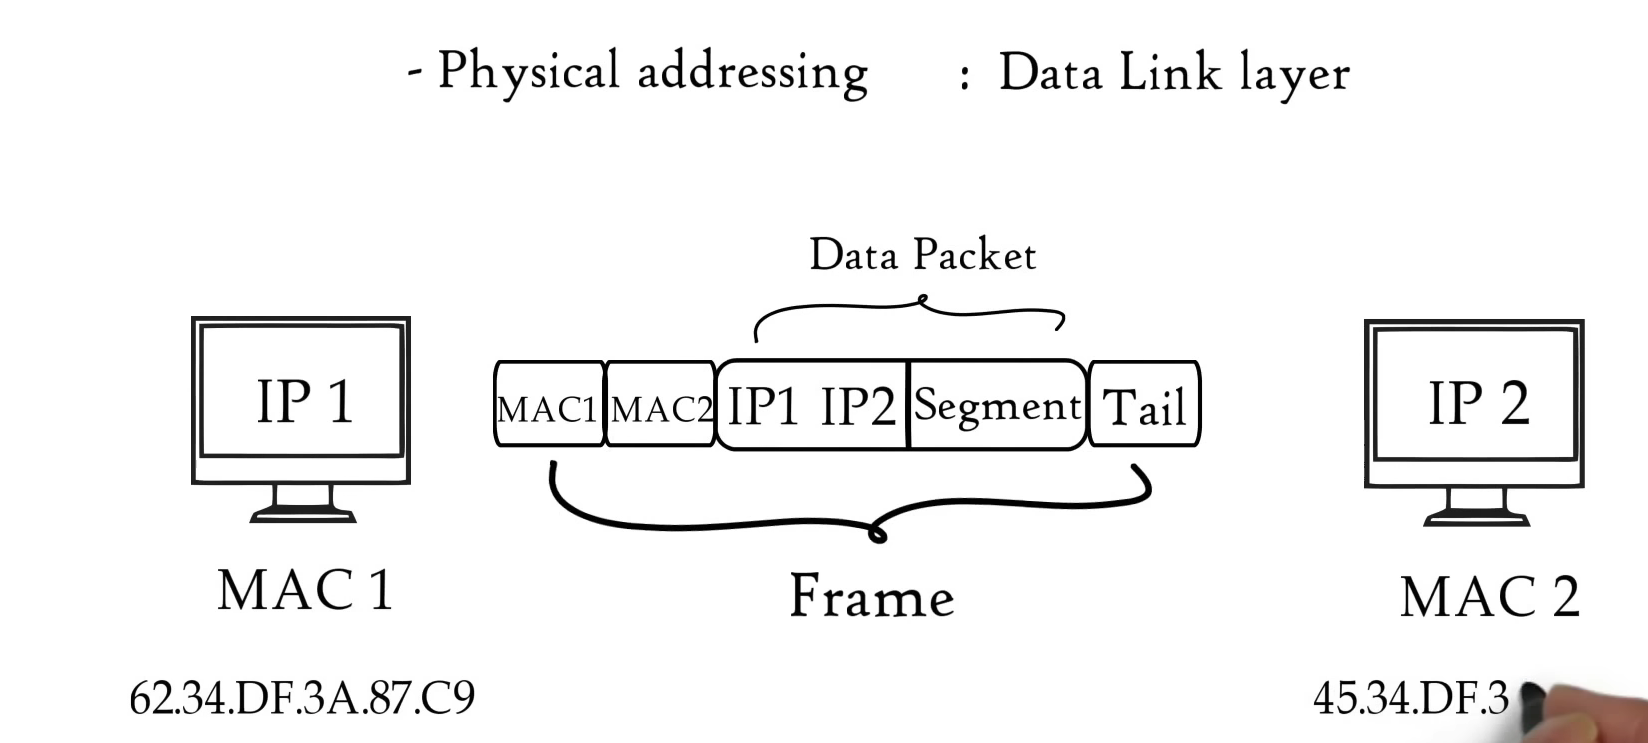 - Physical addressing : Data Link layer
Data Packet
IP 1
MAC1 MAC2 IP1 IP2 Segment Tail
IP 2
Frame
MAC 1
MAC 2
62.34.DF.3A.87.C9
45.34.DF.3